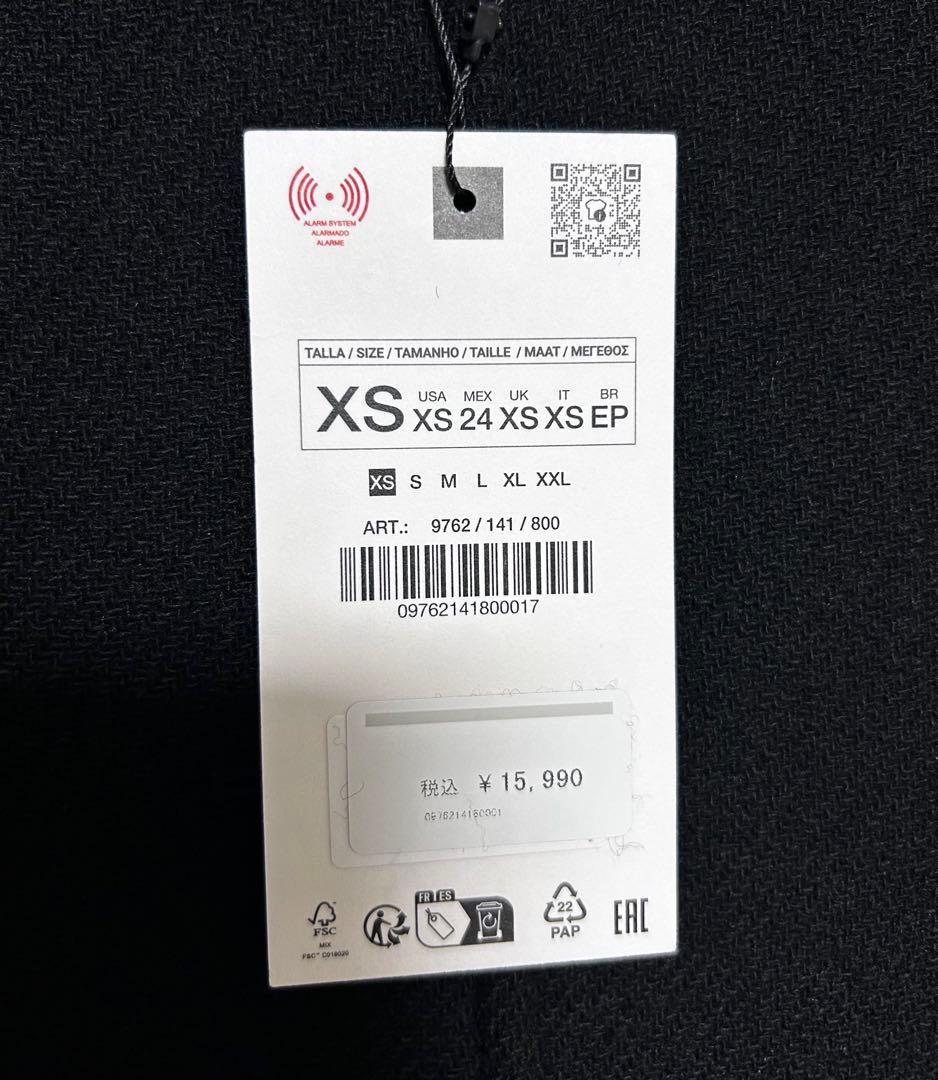 ALARM SYSTEM
ALARMADO
ALARME
TALLA / SIZE / TAMANHO / TAILLE / MAAT / ΜΕΓΕΘΟΣ
XS
USA MEX UK IT BR
XS 24 XS XS EP
XS S M L XL XXL
ART.: 9762 / 141 / 800
09762141800017
税込 ¥15,990
FR ES
FSC
MIX
FSC™ C018020
22
PAP
EAC